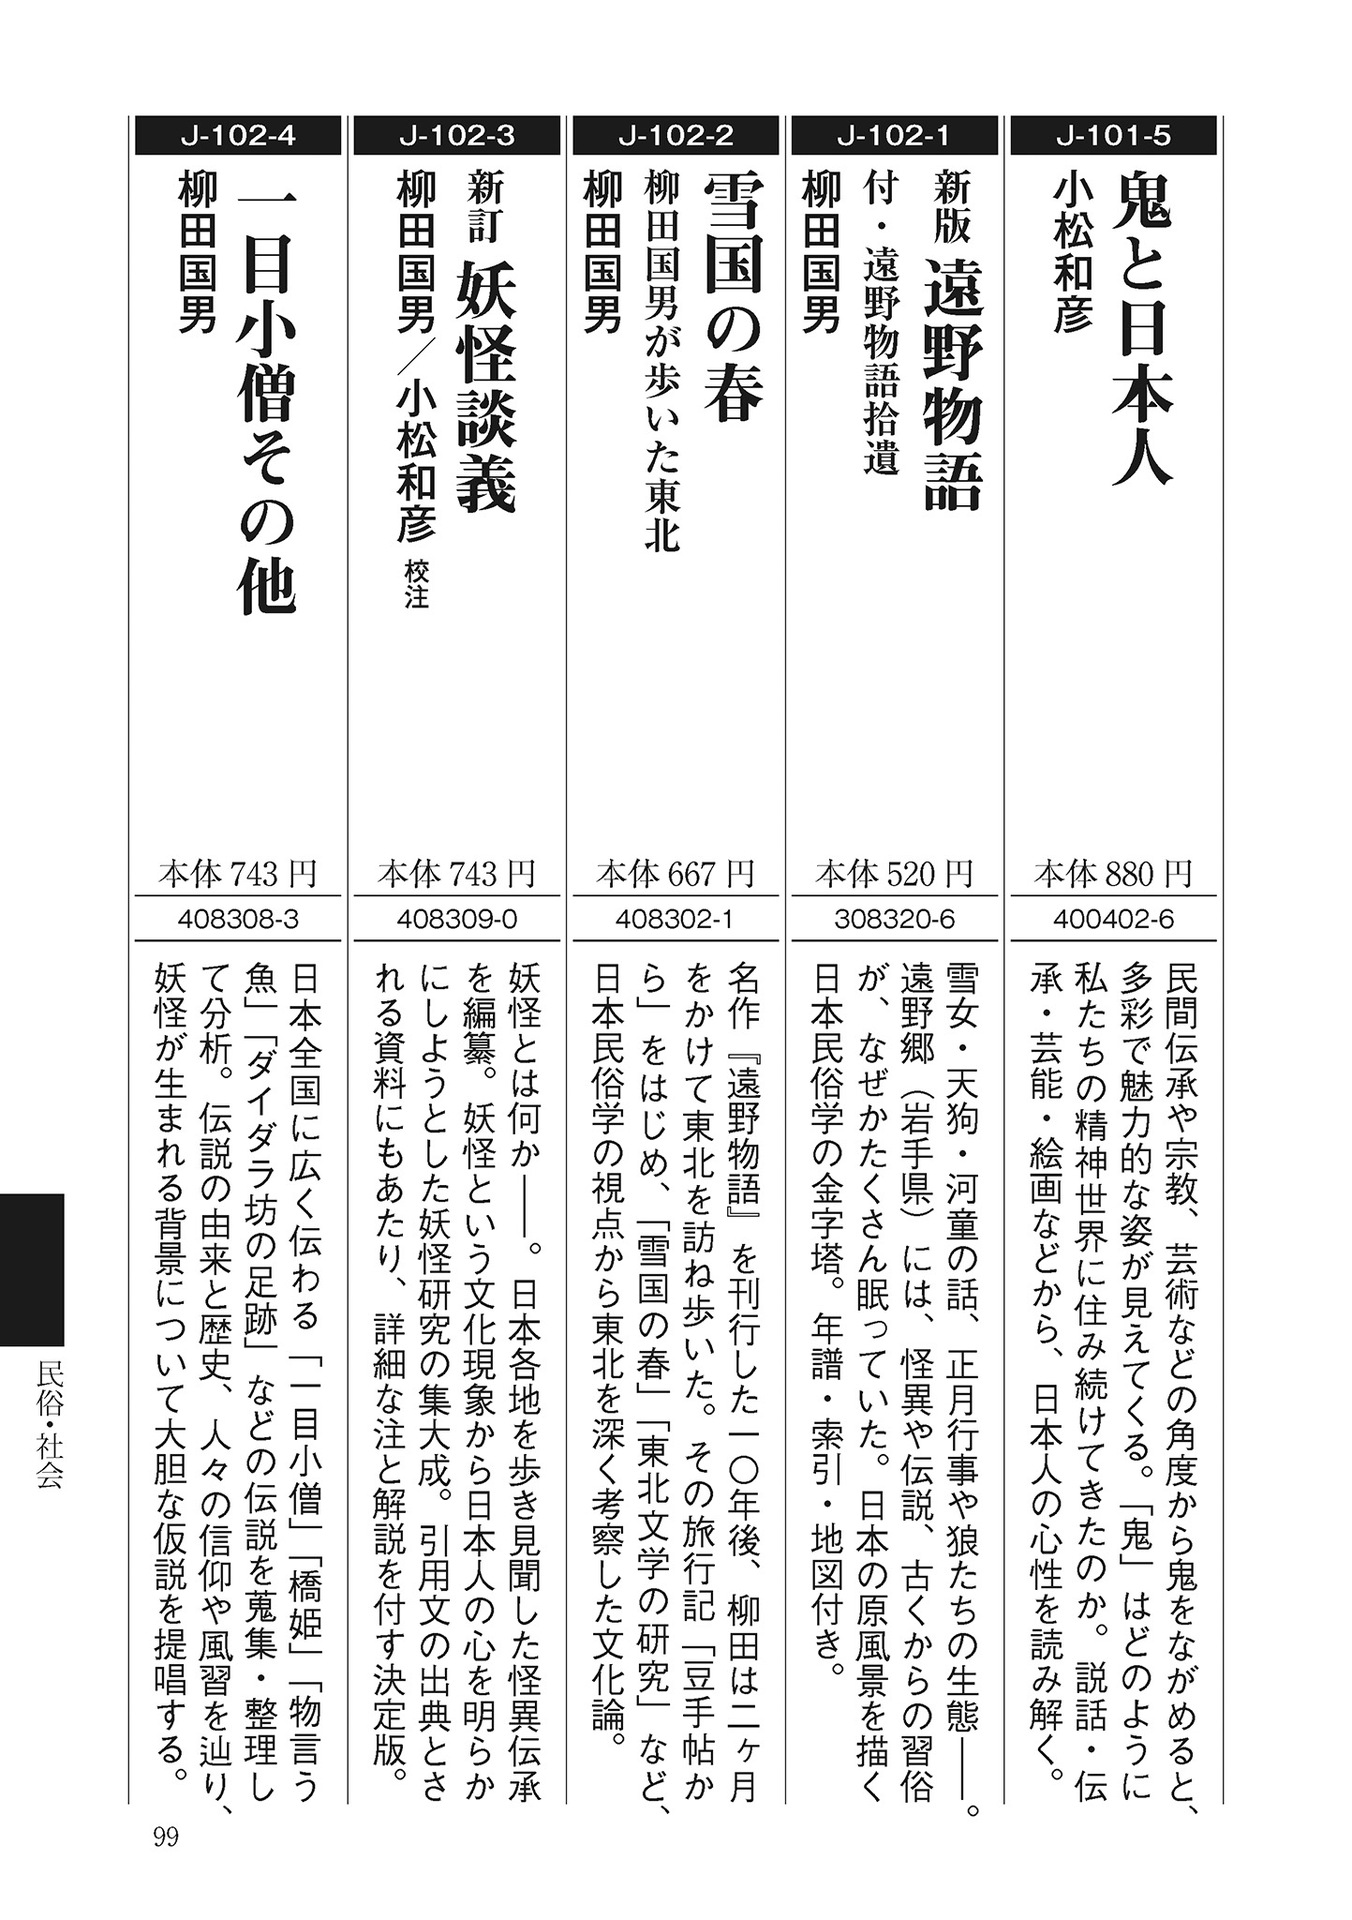 J-101-5
鬼と日本人
小松和彦
本体880円
400402-6
民間伝承や宗教、芸術などの角度から鬼をながめると、
多彩で魅力的な姿が見えてくる。「鬼」はどのように
私たちの精神世界に住み続けてきたのか。説話・伝
承・芸能・絵画などから、日本人の心性を読み解く。
J-102-1
新版 遠野物語
付・遠野物語拾遺
柳田国男
本体520円
308320-6
雪女・天狗・河童の話、正月行事や狼たちの生態――。
遠野郷（岩手県）には、怪異や伝説、古くからの習俗
が、なぜかたくさん眠っていた。日本の原風景を描く
日本民俗学の金字塔。年譜・索引・地図付き。
J-102-2
雪国の春
柳田国男が歩いた東北
柳田国男
本体667円
408302-1
名作『遠野物語』を刊行した一〇年後、柳田は二ヶ月
をかけて東北を訪ね歩いた。その旅行記「豆手帖か
ら」をはじめ、「雪国の春」「東北文学の研究」など、
日本民俗学の視点から東北を深く考察した文化論。
J-102-3
新訂 妖怪談義
柳田国男／小松和彦 校注
本体743円
408309-0
妖怪とは何か――。日本各地を歩き見聞した怪異伝承
を編纂。妖怪という文化現象から日本人の心を明らか
にしようとした妖怪研究の集大成。引用文の出典とさ
れる資料にもあたり、詳細な注と解説を付す決定版。
J-102-4
一目小僧その他
柳田国男
本体743円
408308-3
日本全国に広く伝わる「一目小僧」「橋姫」「物言う
魚」「ダイダラ坊の足跡」などの伝説を蒐集・整理し
て分析。伝説の由来と歴史、人々の信仰や風習を辿り、
妖怪が生まれる背景について大胆な仮説を提唱する。
民俗・社会
99